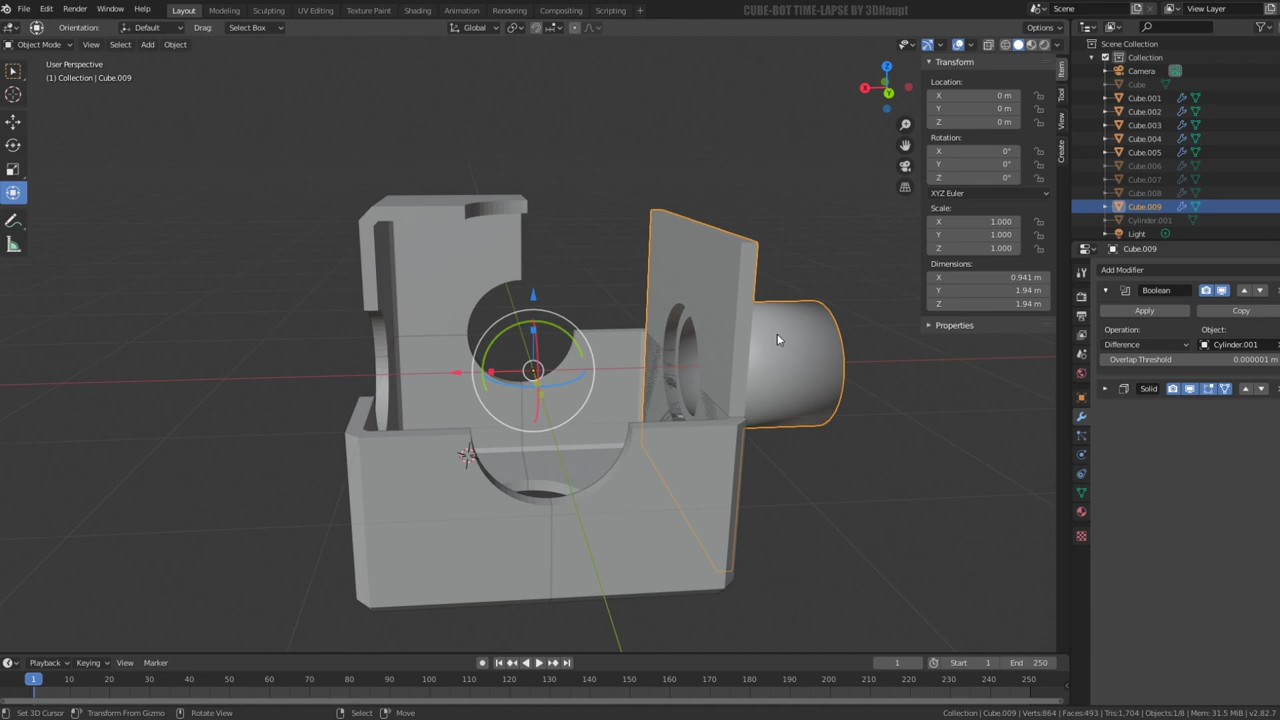 File Edit Render Window Help Layout Modeling Sculpting UV Editing Texture Paint Shading Animation Rendering Compositing Scripting CUBE-BOT TIME-LAPSE BY 3DHaupt Scene View Layer
Orientation: Default Drag: Select Box Global Options
Object Mode View Select Add Object
User Perspective
(1) Collection | Cube.009
Transform
Location:
X 0 m
Y 0 m
Z 0 m
Rotation:
X 0°
Y 0°
Z 0°
XYZ Euler
Scale:
X 1.000
Y 1.000
Z 1.000
Dimensions:
X 0.941 m
Y 1.94 m
Z 1.94 m
Properties
Item
Tool
View
Create
Z
X
Y
Scene Collection
Collection
Camera
Cube
Cube.001
Cube.002
Cube.003
Cube.004
Cube.005
Cube.006
Cube.007
Cube.008
Cube.009
Cylinder.001
Light
Cube.009
Add Modifier
Boolean
Apply Copy
Operation: Object:
Difference Cylinder.001
Overlap Threshold 0.000001 m
Solid
Playback Keying View Marker 1 Start 1 End 250
1 10 20 30 40 50 60 70 80 90 100 110 120 130 140 150 160 170 180 190 200 210 220 230 240 250
Set 3D Cursor Transform From Gizmo Rotate View Select Move Collection | Cube.009 | Verts:864 | Faces:493 | Tris:1,704 | Objects:1/8 | Mem: 31.5 MiB | v2.82.7